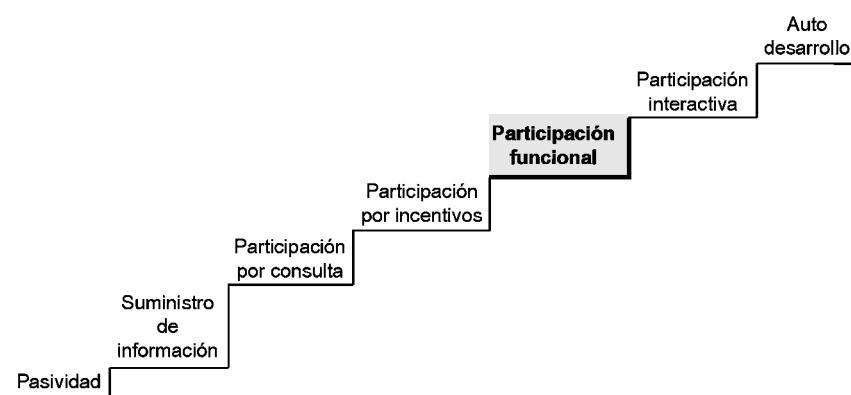 Auto
desarrollo
Participación
interactiva
Participación
funcional
Participación
por incentivos
Participación
por consulta
Suministro
de
información
Pasividad